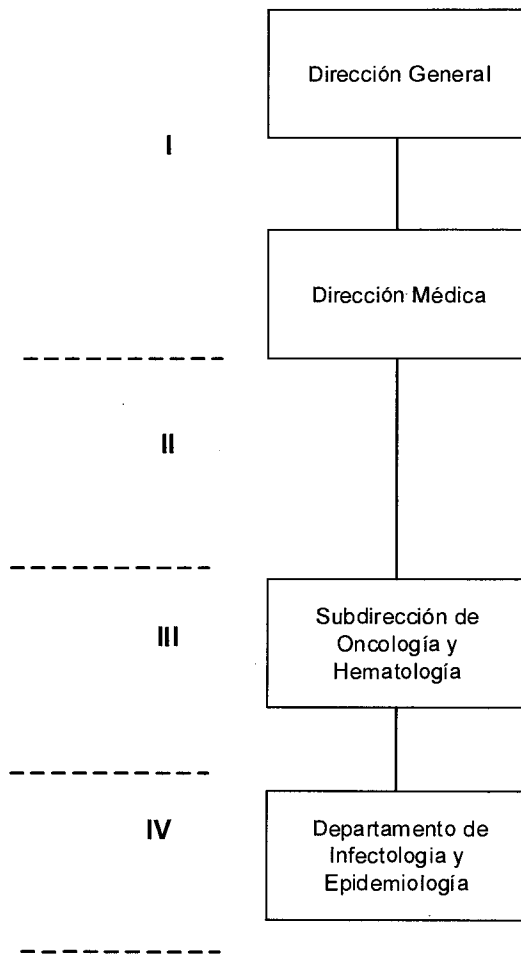 Dirección General
I
Dirección Médica
II
III
Subdirección de
Oncología y
Hematología
IV
Departamento de
Infectologia y
Epidemiología